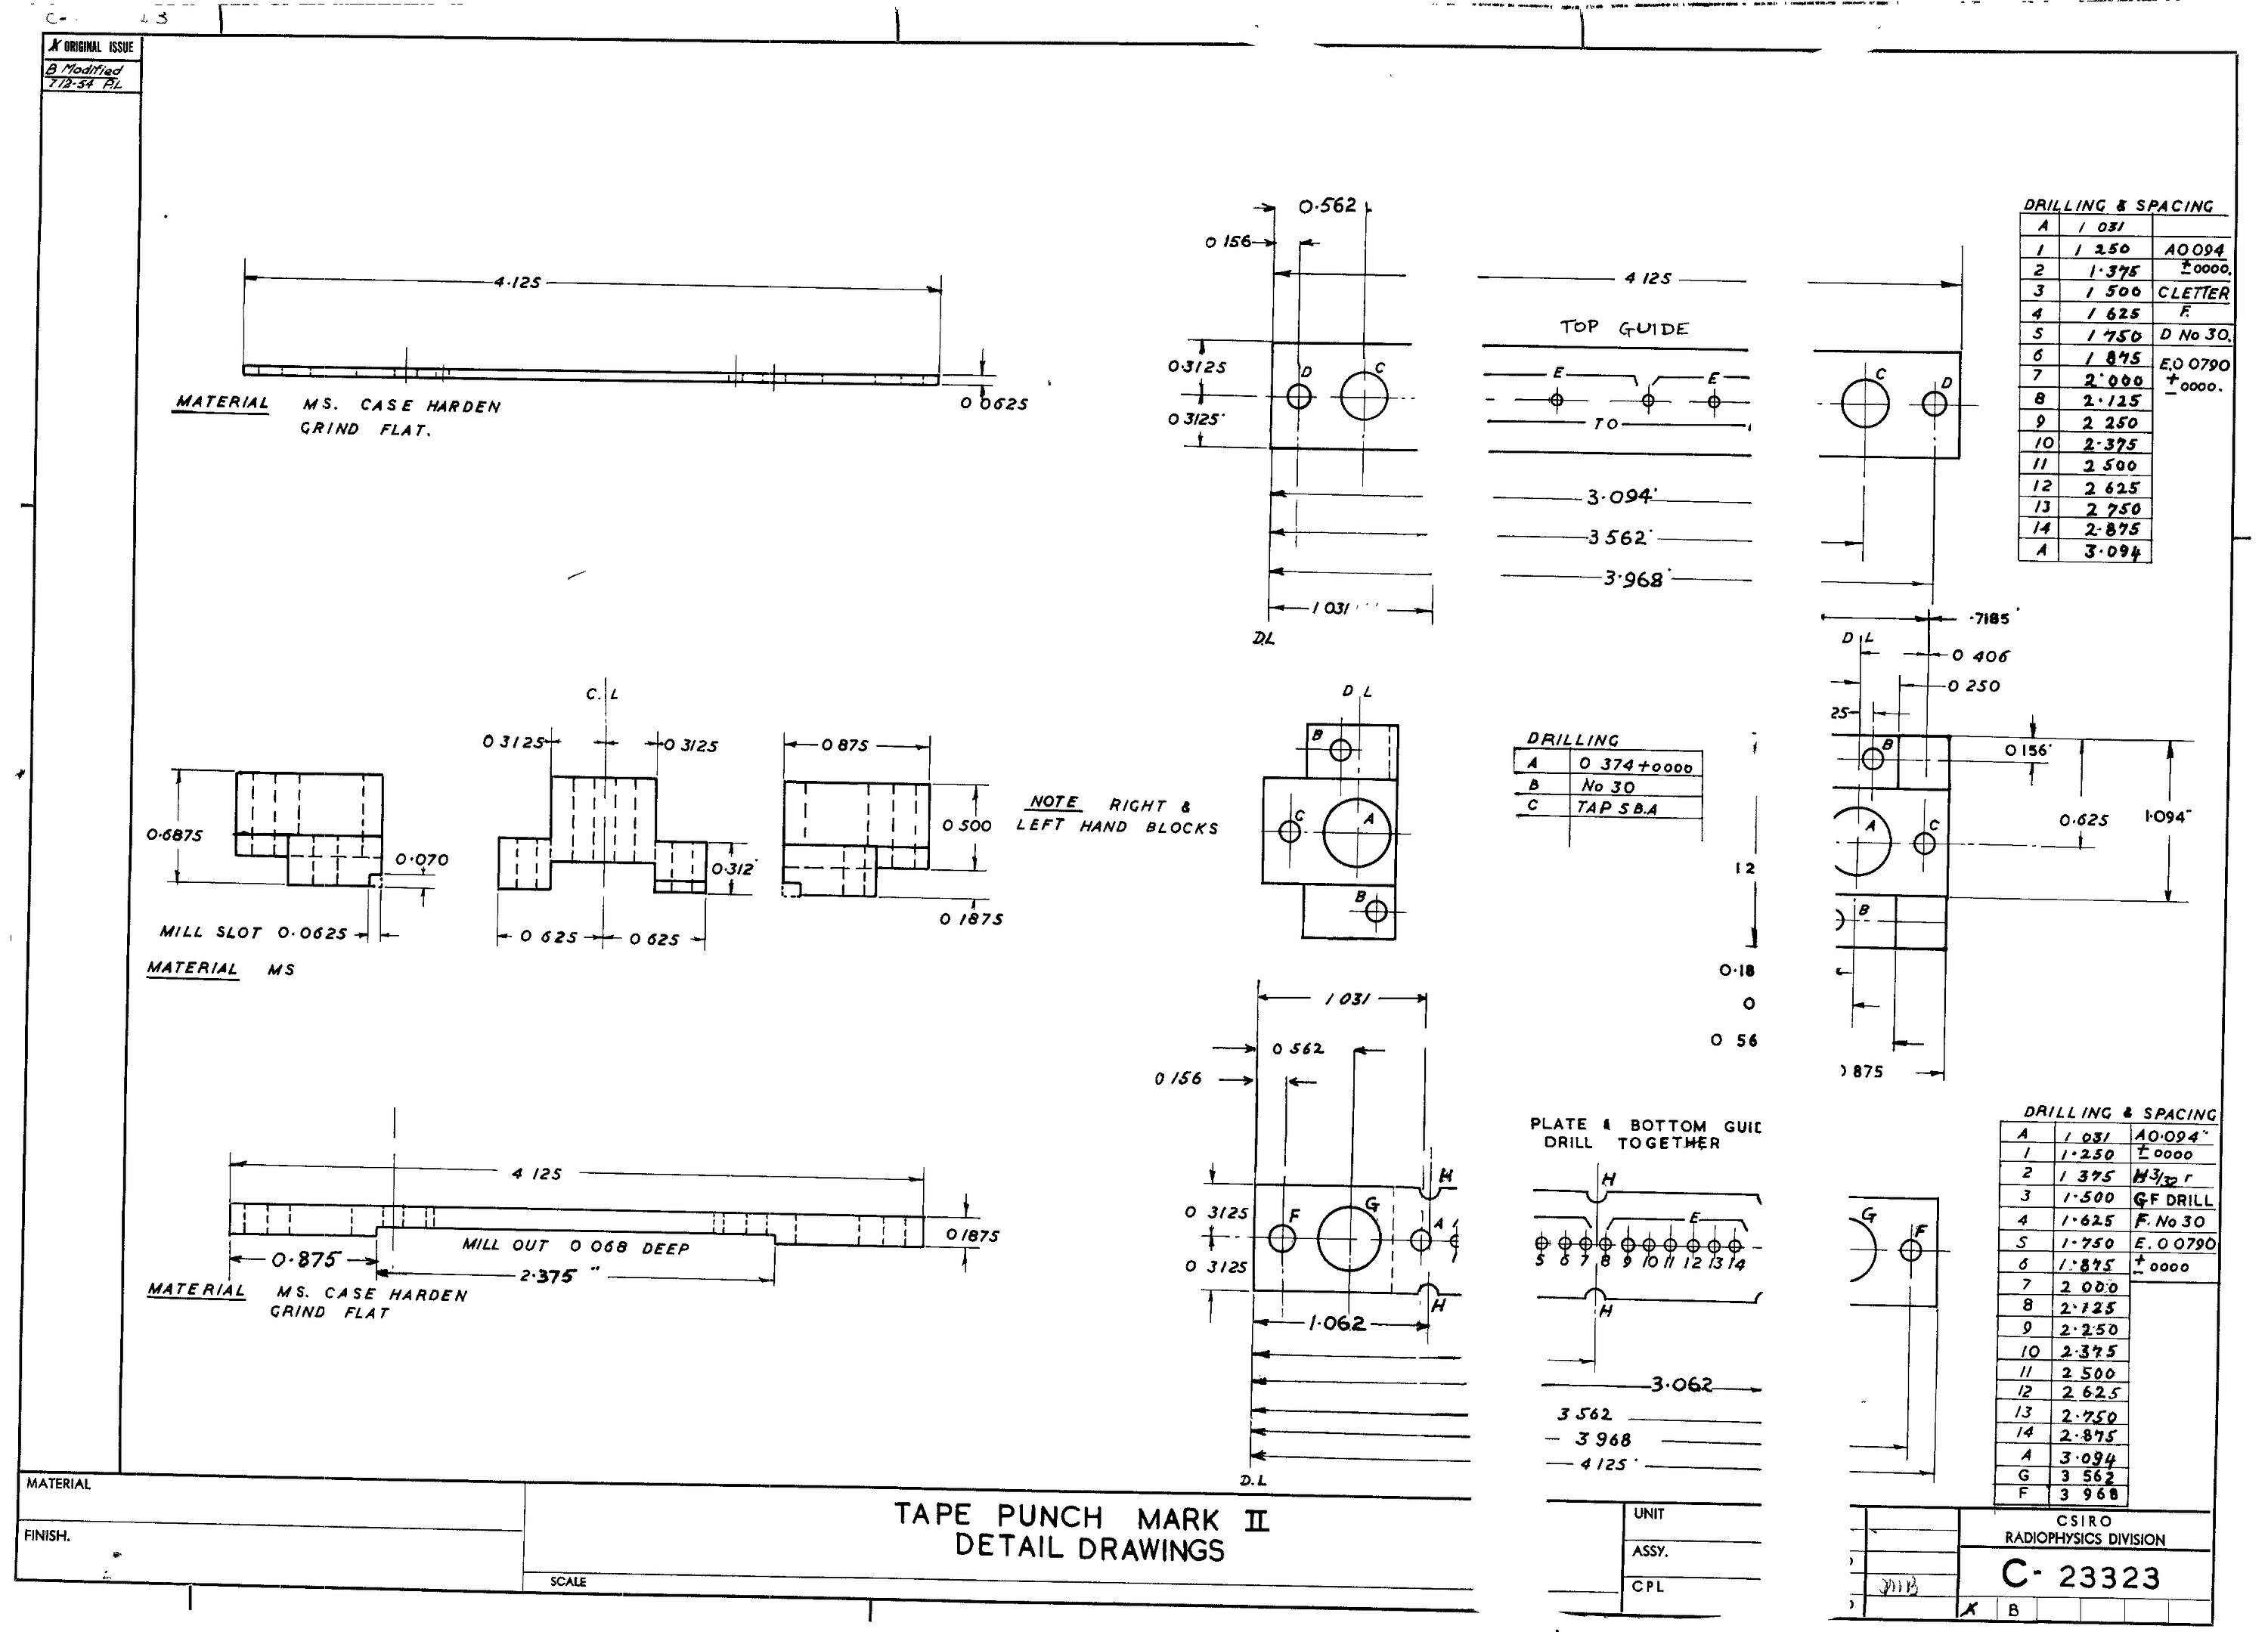 C-
23
ORIGINAL ISSUE
B Modified
7/2-54 P.L
0·562
0 156
4·125
4 125
TOP GUIDE
0·3125
0 3125
D
C
E
E
C
D
TO
0 0625
MATERIAL MS. CASE HARDEN
GRIND FLAT.
3·094
3 562
3·968
1 031
D.L
DRILLING & SPACING
A 1 031
1 1 250 A0 094
2 1·375 ±0000.
3 1 500 C LETTER
4 1 625 F.
5 1 750 D No 30.
6 1 875 E,0 0790
7 2·000 ±0000.
8 2·125
9 2 250
10 2·375
11 2 500
12 2 625
13 2 750
14 2·875
A 3·094
·7185
D L
0 406
0 250
25
C.L
0 3125
0 3125
0 875
0·6875
0·070
0·312
0 500
0 1875
MILL SLOT 0·0625
0 625
0 625
MATERIAL MS
NOTE RIGHT &
LEFT HAND BLOCKS
D L
B
C
A
B
DRILLING
A 0 374+0000
B No 30
C TAP 5 B.A
B
A
C
B
0 156
0·625
1·094"
12
0·18
0
0 56
875
1 031
0 562
0 156
PLATE & BOTTOM GUID
DRILL TOGETHER
4 125
MILL OUT 0 068 DEEP
0·1875
0·875
2·375 "
MATERIAL MS. CASE HARDEN
GRIND FLAT
0 3125
0 3125
F
G
A
H
H
H
E
H
5 6 7 8 9 10 11 12 13 14
G
F
1·062
3·062
3 562
3 968
4 125
D.L
DRILLING & SPACING
A 1 031 A0·094"
1 1·250 ±0000
2 1 375 H 3/32 r
3 1·500 G F DRILL
4 1·625 F. No 30
5 1·750 E. 0 0790
6 1·875 ±0000
7 2 000
8 2·125
9 2·250
10 2·375
11 2 500
12 2 625
13 2·750
14 2·875
A 3·094
G 3 562
F 3 968
MATERIAL
FINISH.
TAPE PUNCH MARK II
DETAIL DRAWINGS
SCALE
UNIT
ASSY.
CPL
CSIRO
RADIOPHYSICS DIVISION
C- 23323
A B